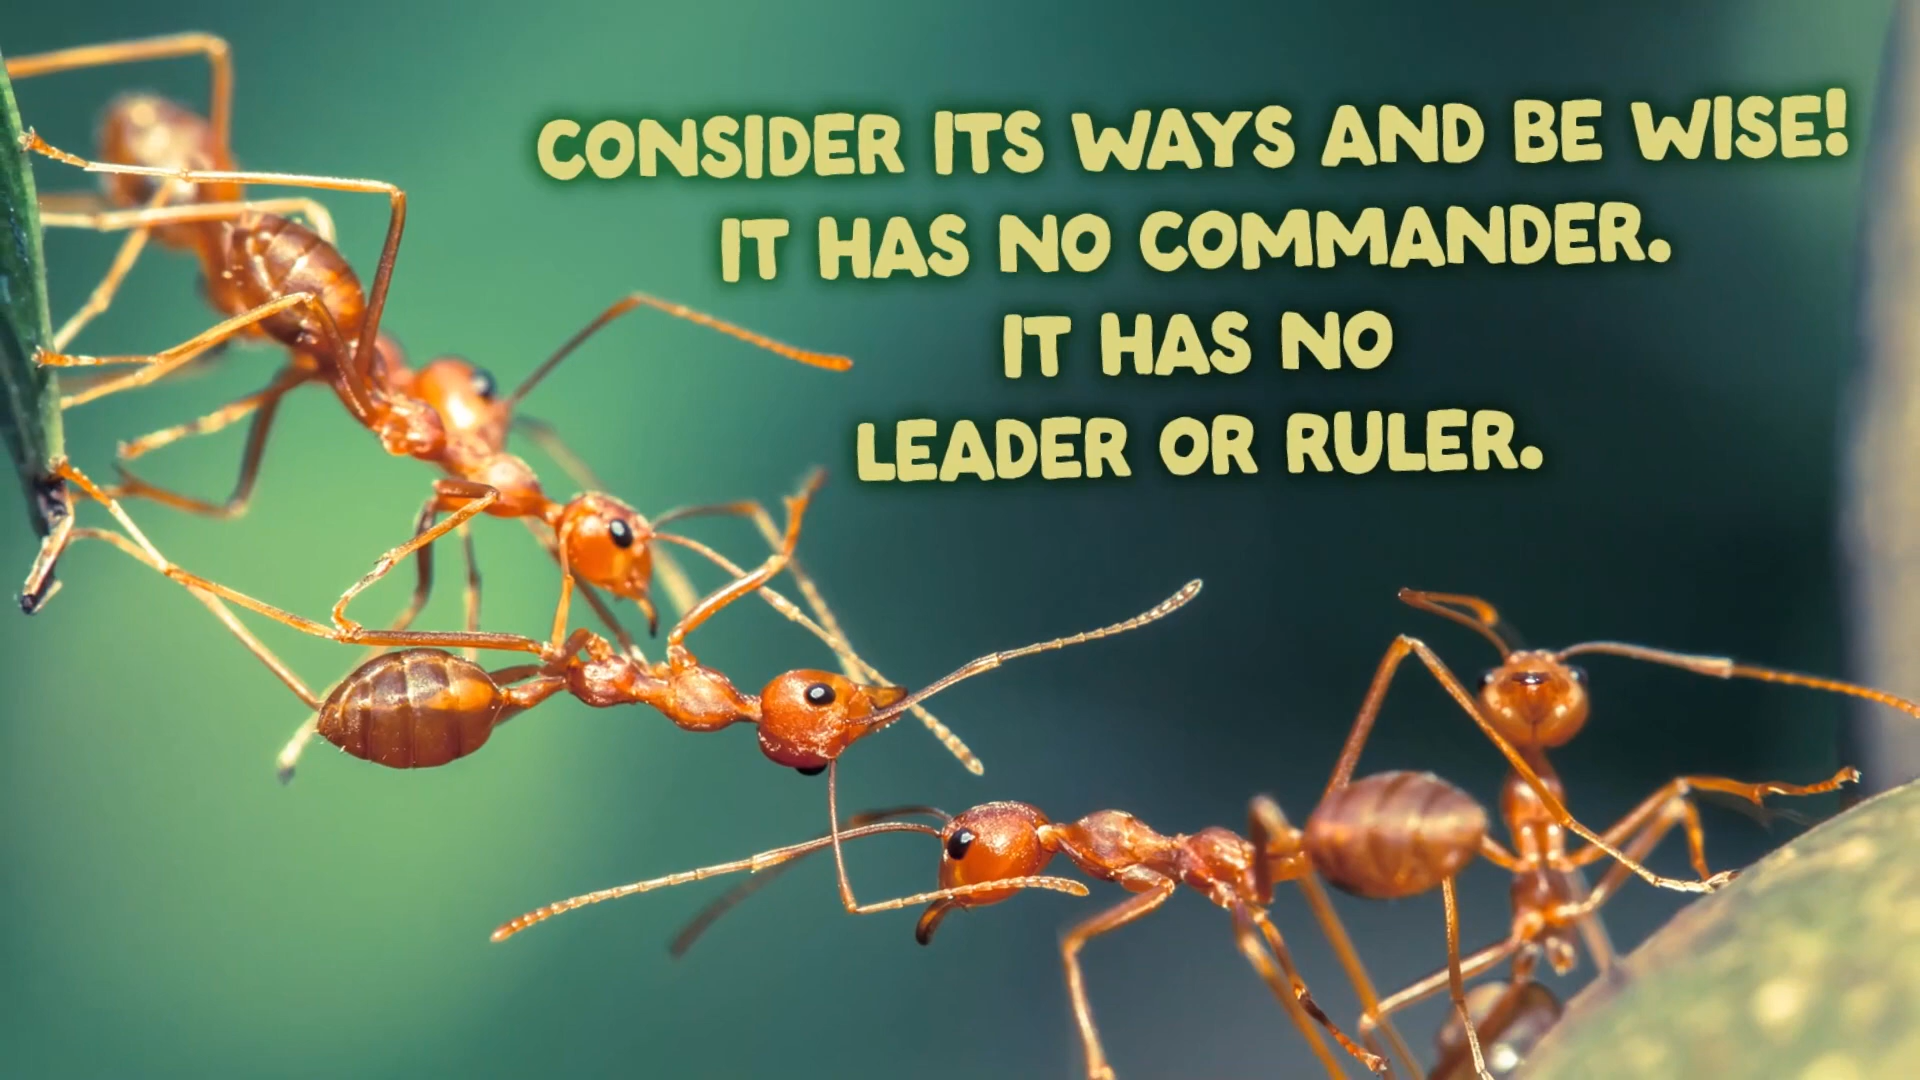 CONSIDER ITS WAYS AND BE WISE!
IT HAS NO COMMANDER.
IT HAS NO
LEADER OR RULER.